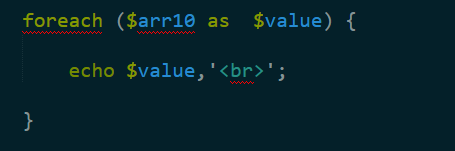 foreach ($arr10 as  $value) {
echo $value,'<br>';
}